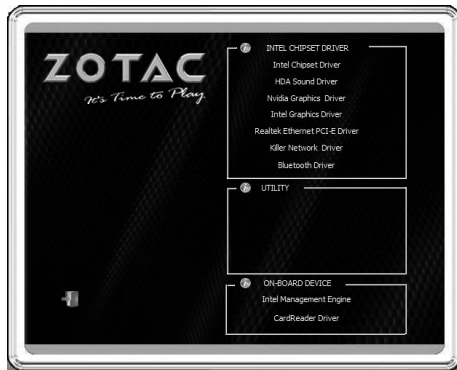 ZOTAC
It's Time to Play
INTEL CHIPSET DRIVER
Intel Chipset Driver
HDA Sound Driver
Nvidia Graphics Driver
Intel Graphics Driver
Realtek Ethernet PCI-E Driver
Killer Network Driver
Bluetooth Driver
UTILITY
ON-BOARD DEVICE
Intel Management Engine
CardReader Driver